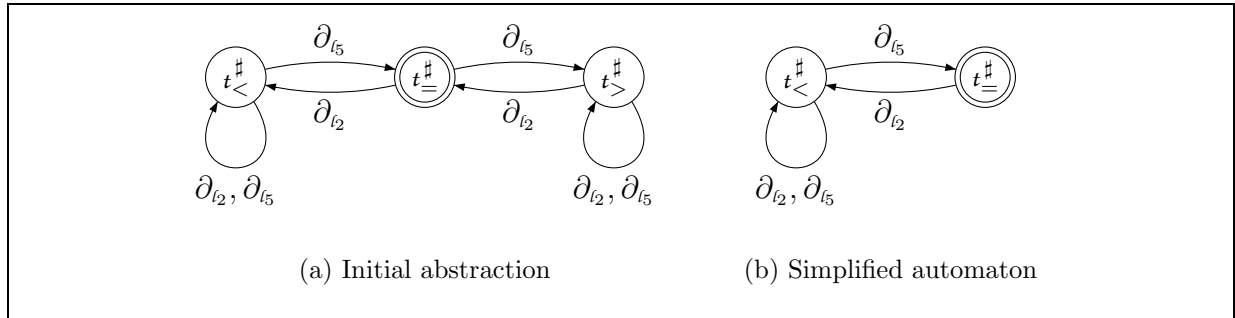 ∂ℓ₅ ∂ℓ₅ ∂ℓ₅
t♯< t♯= t♯> t♯< t♯=
∂ℓ₂ ∂ℓ₂ ∂ℓ₂
∂ℓ₂, ∂ℓ₅ ∂ℓ₂, ∂ℓ₅ ∂ℓ₂, ∂ℓ₅
(a) Initial abstraction (b) Simplified automaton